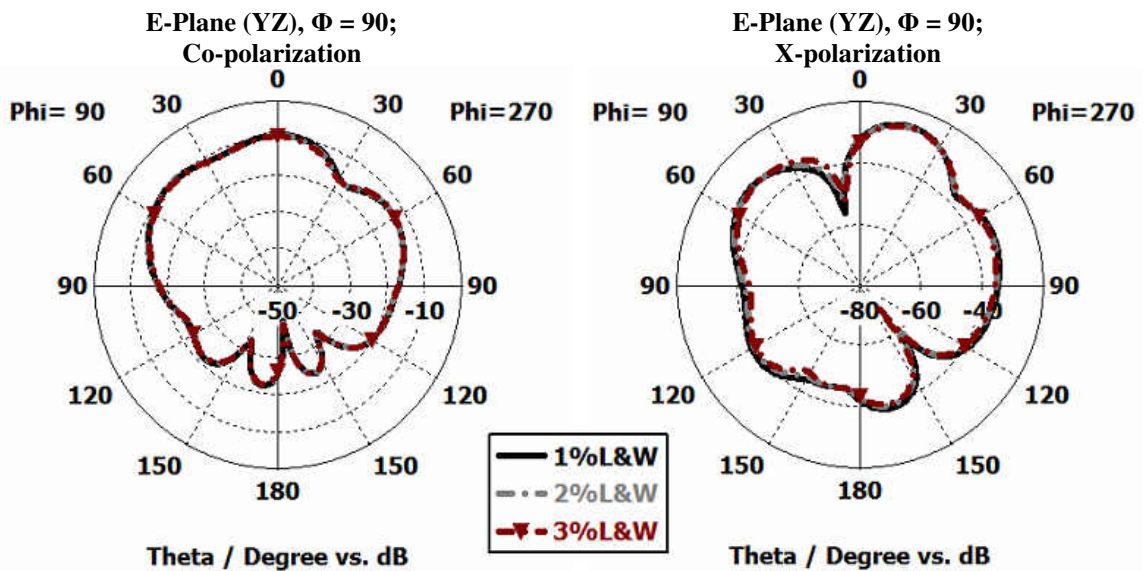 E-Plane (YZ), Φ = 90;
Co-polarization
0
30
30
Phi= 90
Phi=270
60
60
90
90
-50
-30
-10
120
120
150
150
180
Theta / Degree vs. dB
E-Plane (YZ), Φ = 90;
X-polarization
0
30
30
Phi= 90
Phi=270
60
60
90
90
-80
-60
-40
120
120
150
150
180
Theta / Degree vs. dB
1%L&W
2%L&W
3%L&W